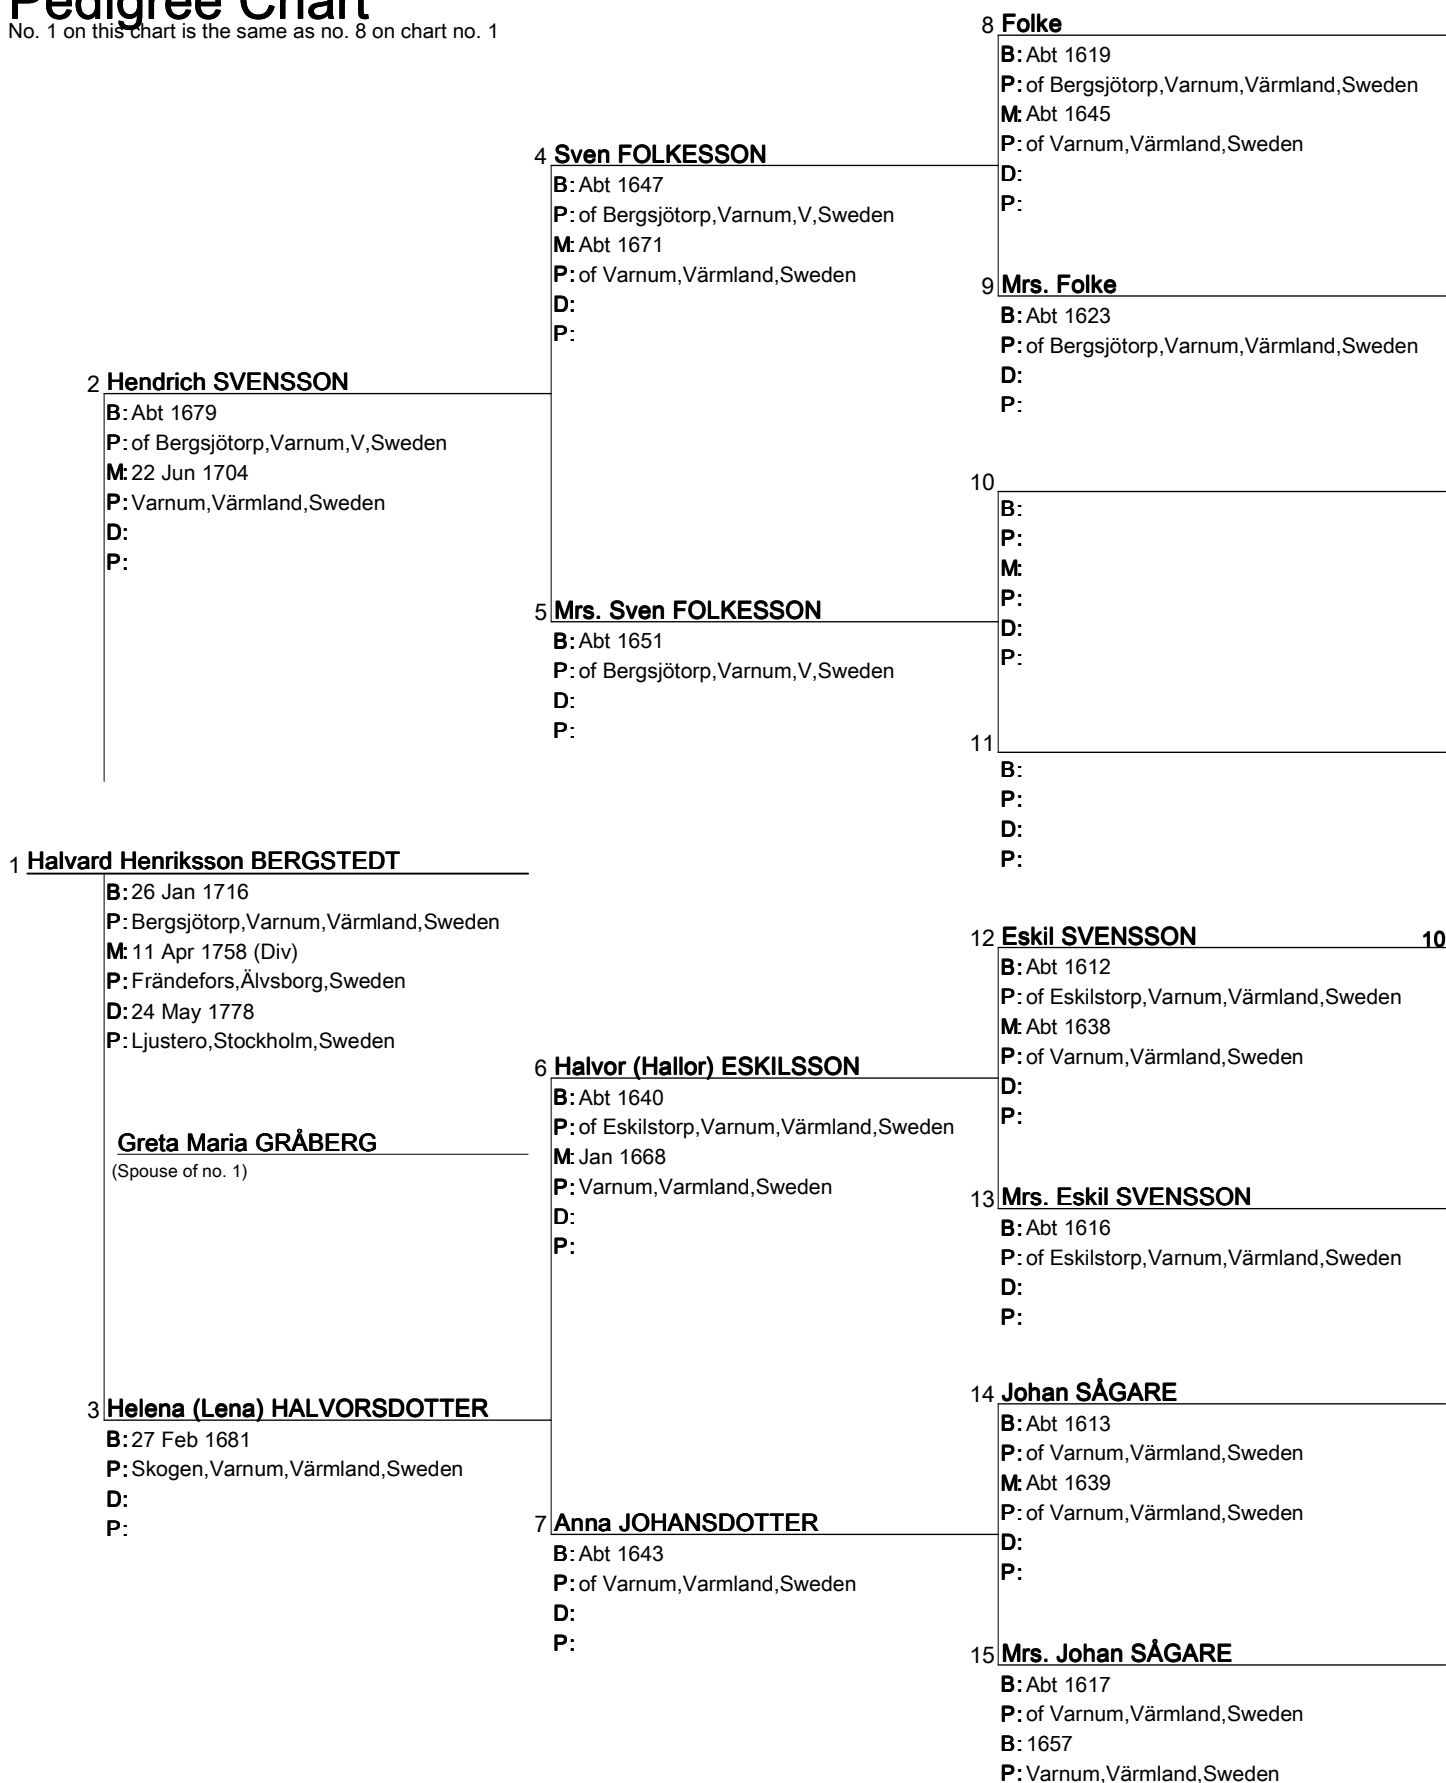 Pedigree Chart
No. 1 on this chart is the same as no. 8 on chart no. 1
8 Folke
B: Abt 1619
P: of Bergsjötorp,Varnum,Värmland,Sweden
M: Abt 1645
P: of Varnum,Värmland,Sweden
D:
P:
4 Sven FOLKESSON
B: Abt 1647
P: of Bergsjötorp,Varnum,V,Sweden
M: Abt 1671
P: of Varnum,Värmland,Sweden
D:
P:
9 Mrs. Folke
B: Abt 1623
P: of Bergsjötorp,Varnum,Värmland,Sweden
D:
P:
2 Hendrich SVENSSON
B: Abt 1679
P: of Bergsjötorp,Varnum,V,Sweden
M: 22 Jun 1704
P: Varnum,Värmland,Sweden
D:
P:
10
B:
P:
M:
P:
D:
P:
5 Mrs. Sven FOLKESSON
B: Abt 1651
P: of Bergsjötorp,Varnum,V,Sweden
D:
P:
11
B:
P:
D:
P:
1 Halvard Henriksson BERGSTEDT
B: 26 Jan 1716
P: Bergsjötorp,Varnum,Värmland,Sweden
M: 11 Apr 1758 (Div)
P: Frändefors,Älvsborg,Sweden
D: 24 May 1778
P: Ljustero,Stockholm,Sweden
Greta Maria GRÅBERG
(Spouse of no. 1)
12 Eskil SVENSSON 10
B: Abt 1612
P: of Eskilstorp,Varnum,Värmland,Sweden
M: Abt 1638
P: of Varnum,Värmland,Sweden
D:
P:
6 Halvor (Hallor) ESKILSSON
B: Abt 1640
P: of Eskilstorp,Varnum,Värmland,Sweden
M: Jan 1668
P: Varnum,Varmland,Sweden
D:
P:
13 Mrs. Eskil SVENSSON
B: Abt 1616
P: of Eskilstorp,Varnum,Värmland,Sweden
D:
P:
3 Helena (Lena) HALVORSDOTTER
B: 27 Feb 1681
P: Skogen,Varnum,Värmland,Sweden
D:
P:
14 Johan SÅGARE
B: Abt 1613
P: of Varnum,Värmland,Sweden
M: Abt 1639
P: of Varnum,Värmland,Sweden
D:
P:
7 Anna JOHANSDOTTER
B: Abt 1643
P: of Varnum,Varmland,Sweden
D:
P:
15 Mrs. Johan SÅGARE
B: Abt 1617
P: of Varnum,Värmland,Sweden
B: 1657
P: Varnum,Värmland,Sweden